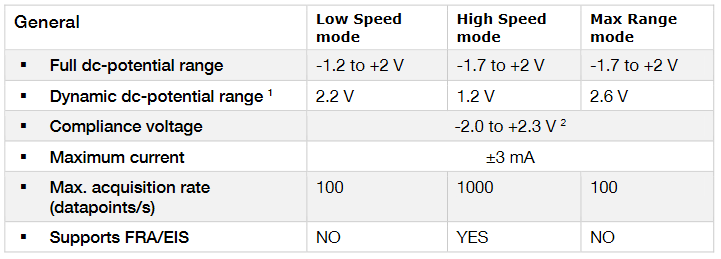 General Low Speed mode High Speed mode Max Range mode
▪ Full dc-potential range -1.2 to +2 V -1.7 to +2 V -1.7 to +2 V
▪ Dynamic dc-potential range ¹ 2.2 V 1.2 V 2.6 V
▪ Compliance voltage -2.0 to +2.3 V ²
▪ Maximum current ±3 mA
▪ Max. acquisition rate (datapoints/s) 100 1000 100
▪ Supports FRA/EIS NO YES NO